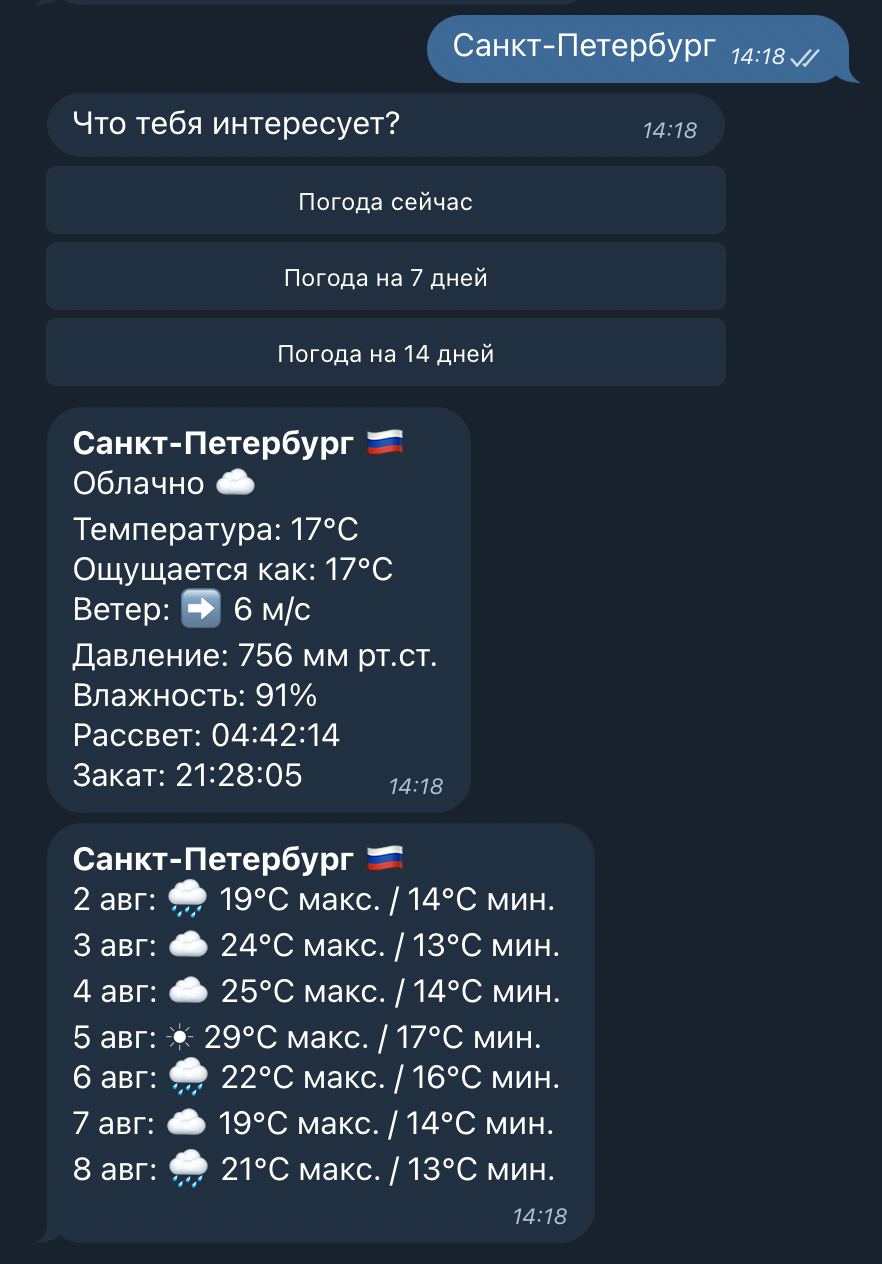 Санкт-Петербург 14:18
Что тебя интересует? 14:18
Погода сейчас
Погода на 7 дней
Погода на 14 дней
Санкт-Петербург 🇷🇺
Облачно ☁️
Температура: 17°C
Ощущается как: 17°C
Ветер: ➡️ 6 м/с
Давление: 756 мм рт.ст.
Влажность: 91%
Рассвет: 04:42:14
Закат: 21:28:05 14:18
Санкт-Петербург 🇷🇺
2 авг: 🌧 19°C макс. / 14°C мин.
3 авг: ☁️ 24°C макс. / 13°C мин.
4 авг: ☁️ 25°C макс. / 14°C мин.
5 авг: ☀ 29°C макс. / 17°C мин.
6 авг: 🌧 22°C макс. / 16°C мин.
7 авг: ☁️ 19°C макс. / 14°C мин.
8 авг: 🌧 21°C макс. / 13°C мин.
14:18